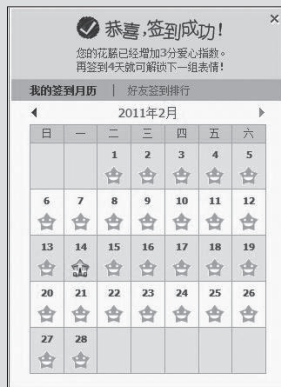 恭喜,签到成功!
您的花藤已经增加3分爱心指数。
再签到4天就可解锁下一组表情!
我的签到月历 | 好友签到排行
2011年2月
日 一 二 三 四 五 六
1 2 3 4 5
6 7 8 9 10 11 12
13 14 15 16 17 18 19
20 21 22 23 24 25 26
27 28